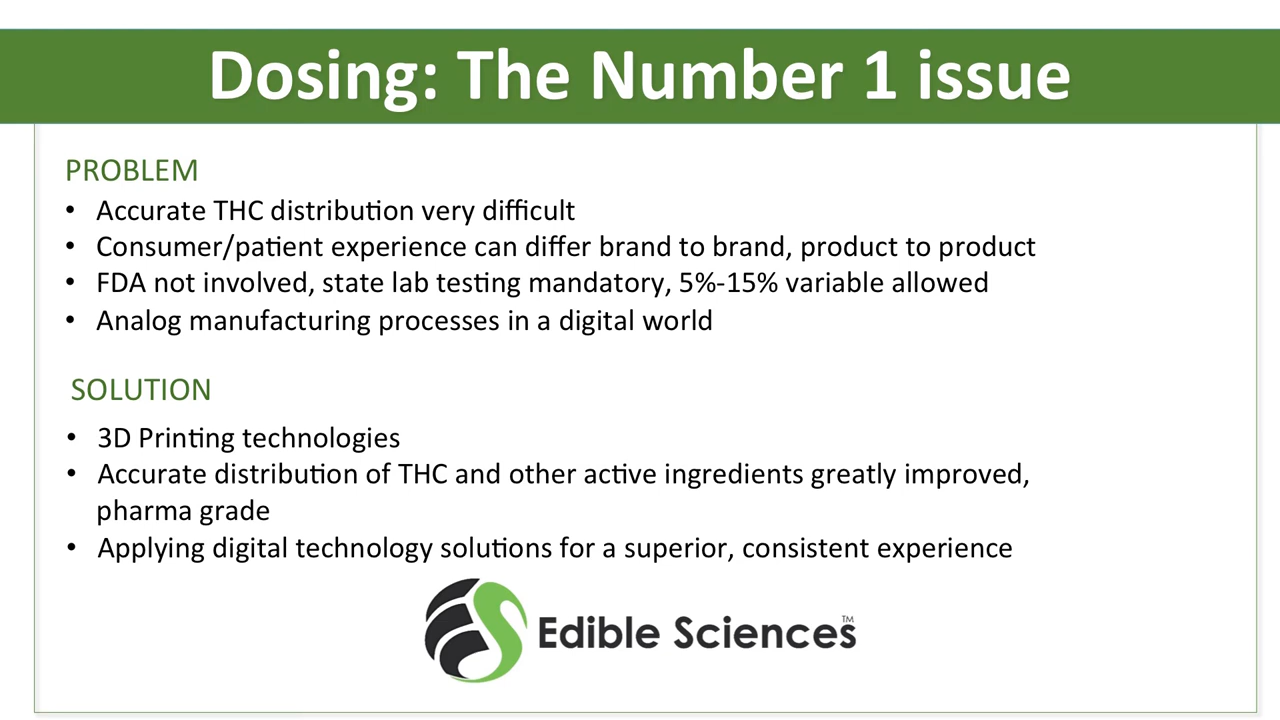 Dosing: The Number 1 issue
PROBLEM
• Accurate THC distribution very difficult
• Consumer/patient experience can differ brand to brand, product to product
• FDA not involved, state lab testing mandatory, 5%-15% variable allowed
• Analog manufacturing processes in a digital world
SOLUTION
• 3D Printing technologies
• Accurate distribution of THC and other active ingredients greatly improved,
pharma grade
• Applying digital technology solutions for a superior, consistent experience
Edible Sciences™